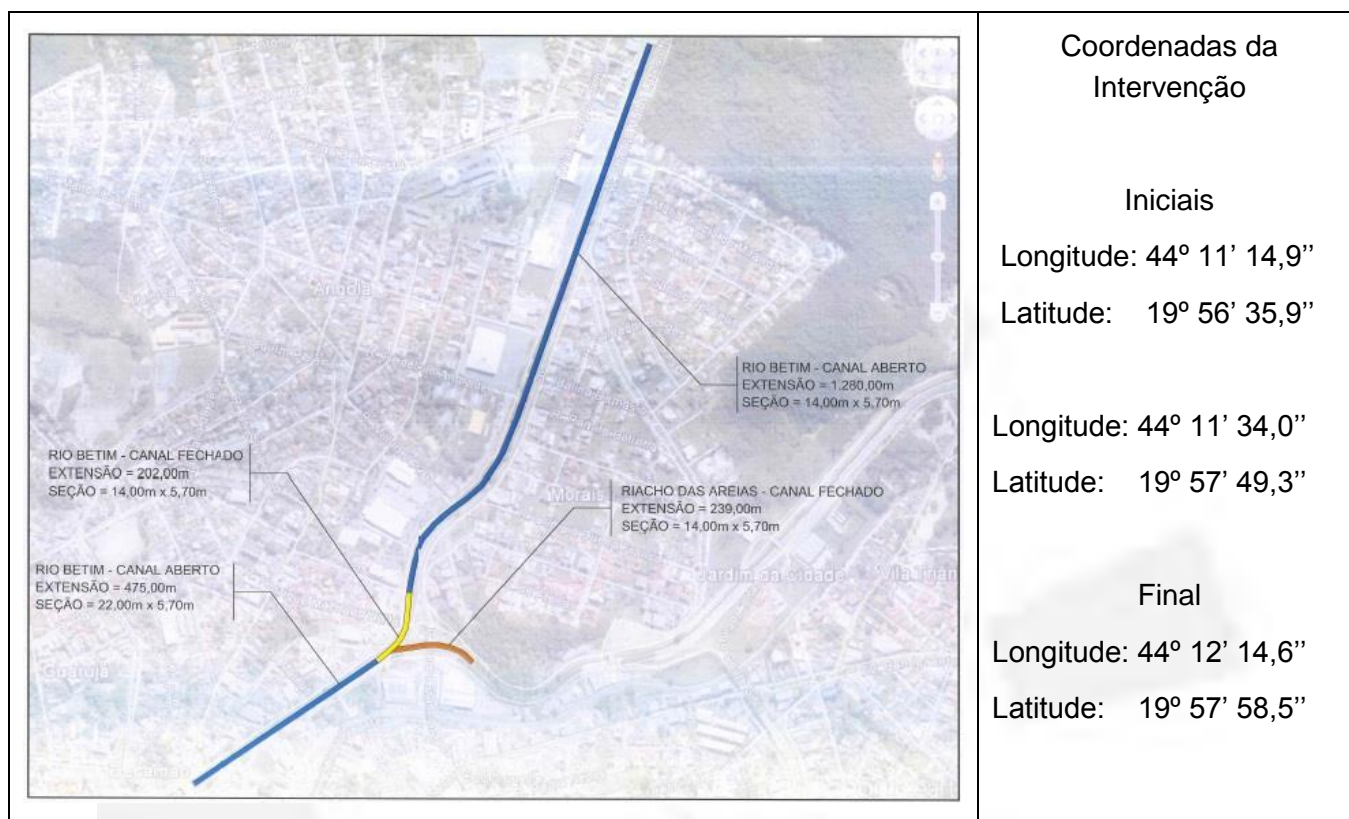 RIO BETIM - CANAL ABERTO
EXTENSÃO = 1.280,00m
SEÇÃO = 14,00m x 5,70m
RIO BETIM - CANAL FECHADO
EXTENSÃO = 202,00m
SEÇÃO = 14,00m x 5,70m
RIACHO DAS AREIAS - CANAL FECHADO
EXTENSÃO = 239,00m
SEÇÃO = 14,00m x 5,70m
RIO BETIM - CANAL ABERTO
EXTENSÃO = 475,00m
SEÇÃO = 22,00m x 5,70m
Angola
Morais
Jardim da Cidade
Guarujá
Coordenadas da
Intervenção
Iniciais
Longitude: 44º 11’ 14,9’’
Latitude: 19º 56’ 35,9’’
Longitude: 44º 11’ 34,0’’
Latitude: 19º 57’ 49,3’’
Final
Longitude: 44º 12’ 14,6’’
Latitude: 19º 57’ 58,5’’